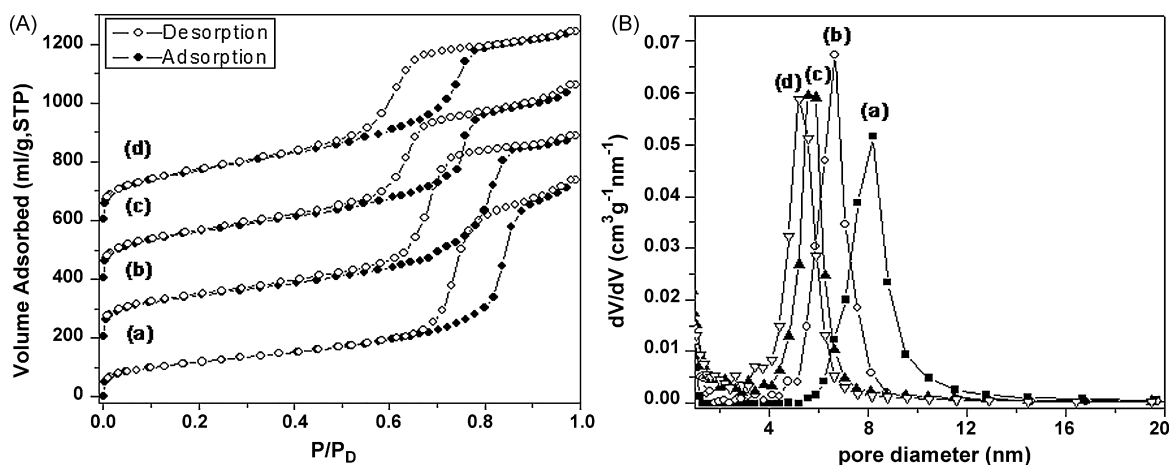 (A)
1200
1000
800
600
400
200
0
Volume Adsorbed (ml/g,STP)
Desorption
Adsorption
(d)
(c)
(b)
(a)
0.0 0.2 0.4 0.6 0.8 1.0
P/P_D
(B)
0.07
0.06
0.05
0.04
0.03
0.02
0.01
0.00
dV/dV (cm³g⁻¹nm⁻¹)
(b)
(d) (c)
(a)
4 8 12 16 20
pore diameter (nm)